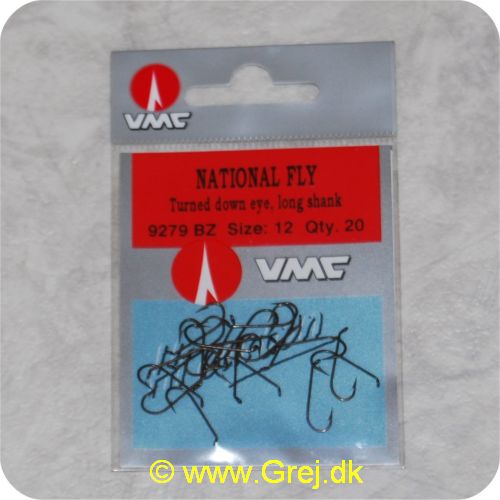 VMC
NATIONAL FLY
Turned down eye, long shank
9279 BZ Size: 12 Qty. 20
VMC
© www.Grej.dk